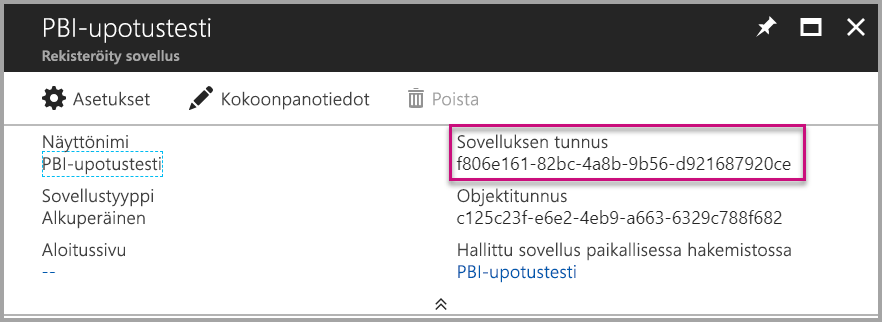 PBI-upotustesti
Rekisteröity sovellus
Asetukset Kokoonpanotiedot Poista
Näyttönimi
PBI-upotustesti
Sovelluksen tunnus
f806e161-82bc-4a8b-9b56-d921687920ce
Sovellustyyppi
Alkuperäinen
Objektitunnus
c125c23f-e6e2-4eb9-a663-6329c788f682
Aloitussivu
--
Hallittu sovellus paikallisessa hakemistossa
PBI-upotustesti